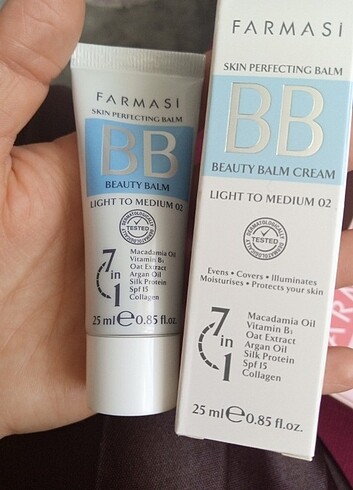 FARMASi
SKIN PERFECTING BALM
BB
BEAUTY BALM
LIGHT TO MEDIUM 02
DERMATOLOGICALLY
TESTED
DERMATOLOGICALLY
7 in 1
Macadamia Oil
Vitamin B₃
Oat Extract
Argan Oil
Silk Protein
Spf 15
Collagen
25 ml ℮ 0.85 fl.oz.
FARMASi
SKIN PERFECTING BALM
BB
BEAUTY BALM CREAM
LIGHT TO MEDIUM 02
DERMATOLOGICALLY
TESTED
DERMATOLOGICALLY
Evens • Covers • Illuminates
Moisturises • Protects your skin
7 in 1
Macadamia Oil
Vitamin B₃
Oat Extract
Argan Oil
Silk Protein
Spf 15
Collagen
25 ml ℮ 0.85 fl.oz.